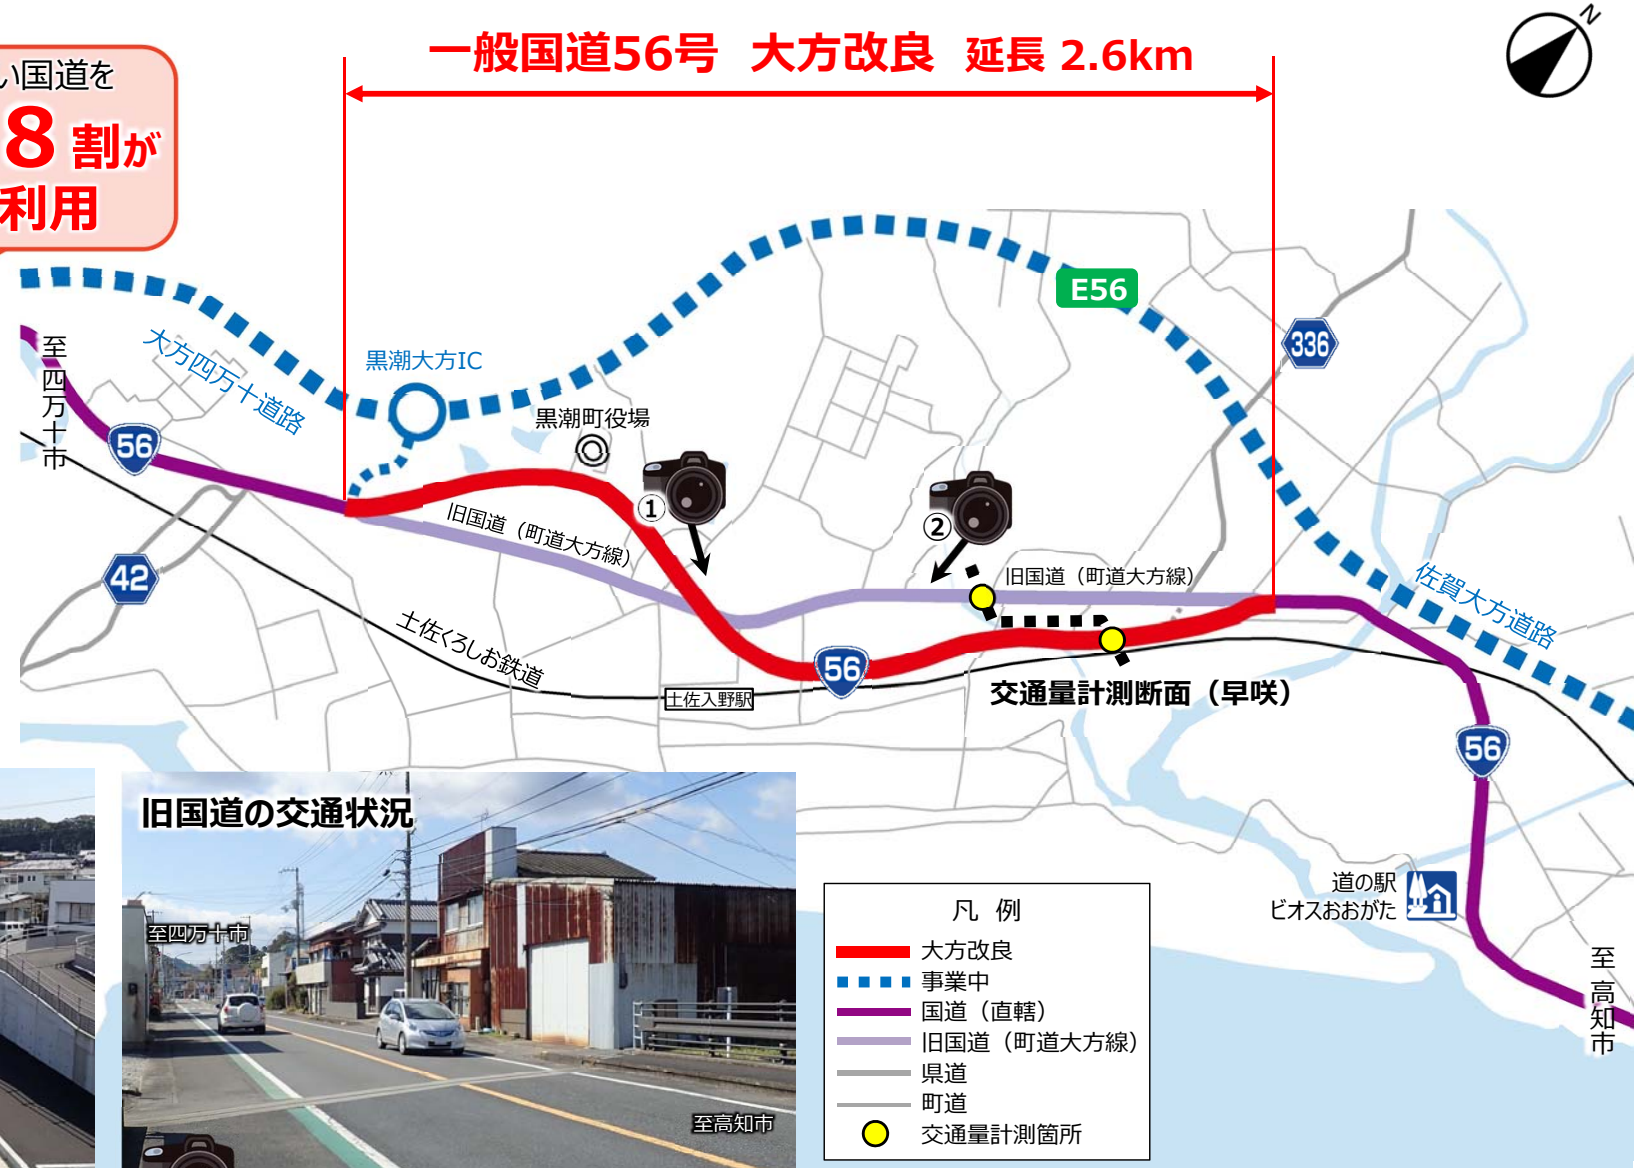 一般国道56号 大方改良 延長 2.6km
N
い国道を
8割が
利用
E56
336
至四万十市
大方四万十道路
黒潮大方IC
黒潮町役場
56
①
②
旧国道（町道大方線）
旧国道（町道大方線）
42
土佐くろしお鉄道
佐賀大方道路
土佐入野駅
56
交通量計測断面（早咲）
56
旧国道の交通状況
至四万十市
至高知市
道の駅
ビオスおおがた
至高知市
凡 例
大方改良
事業中
国道（直轄）
旧国道（町道大方線）
県道
町道
交通量計測箇所